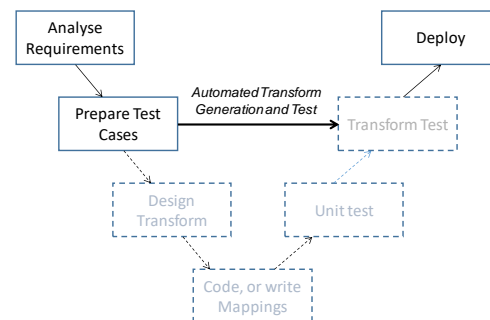 Analyse
Requirements
Deploy
Automated Transform
Generation and Test
Prepare Test
Cases
Transform Test
Design
Transform
Unit test
Code, or write
Mappings